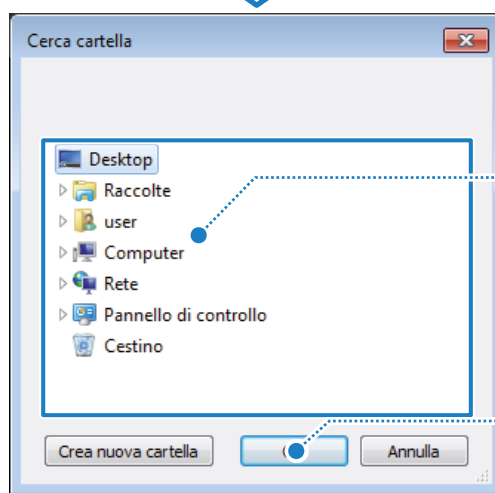 Cerca cartella
Desktop
Raccolte
user
Computer
Rete
Pannello di controllo
Cestino
Crea nuova cartella
Annulla